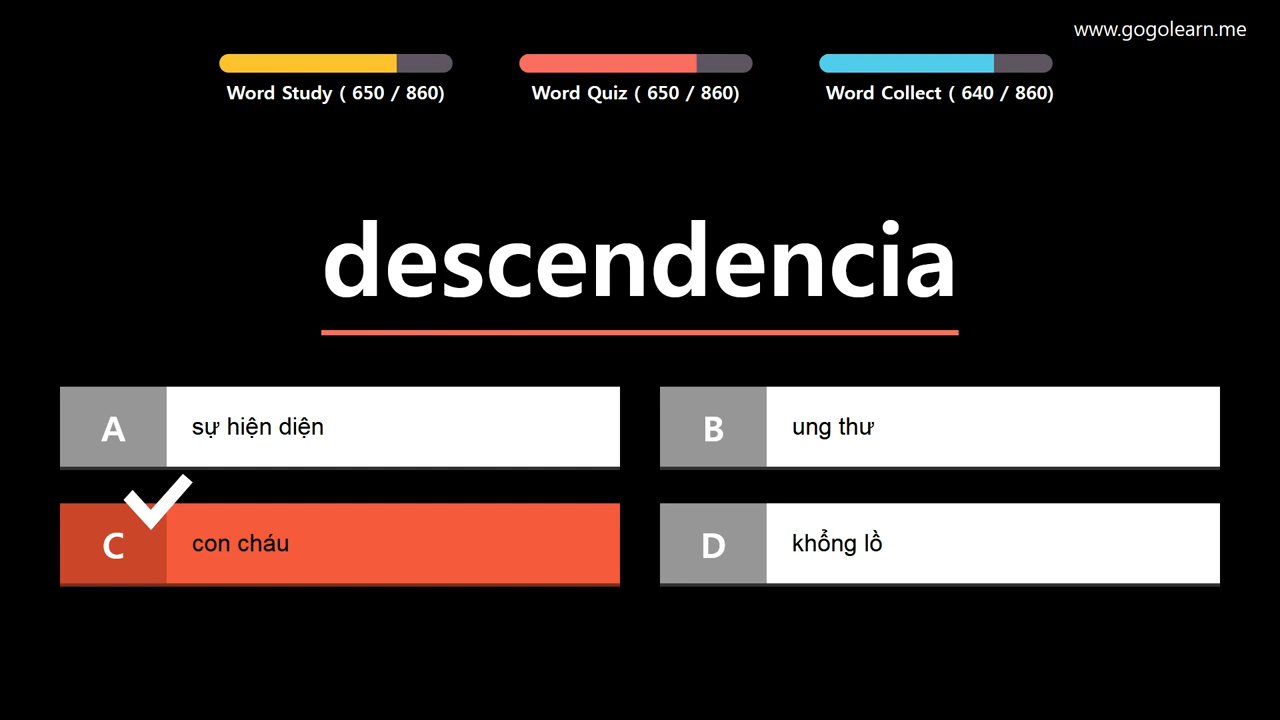 www.gogolearn.me
Word Study ( 650 / 860)
Word Quiz ( 650 / 860)
Word Collect ( 640 / 860)
descendencia
A
sự hiện diện
B
ung thư
C
con cháu
D
khổng lồ